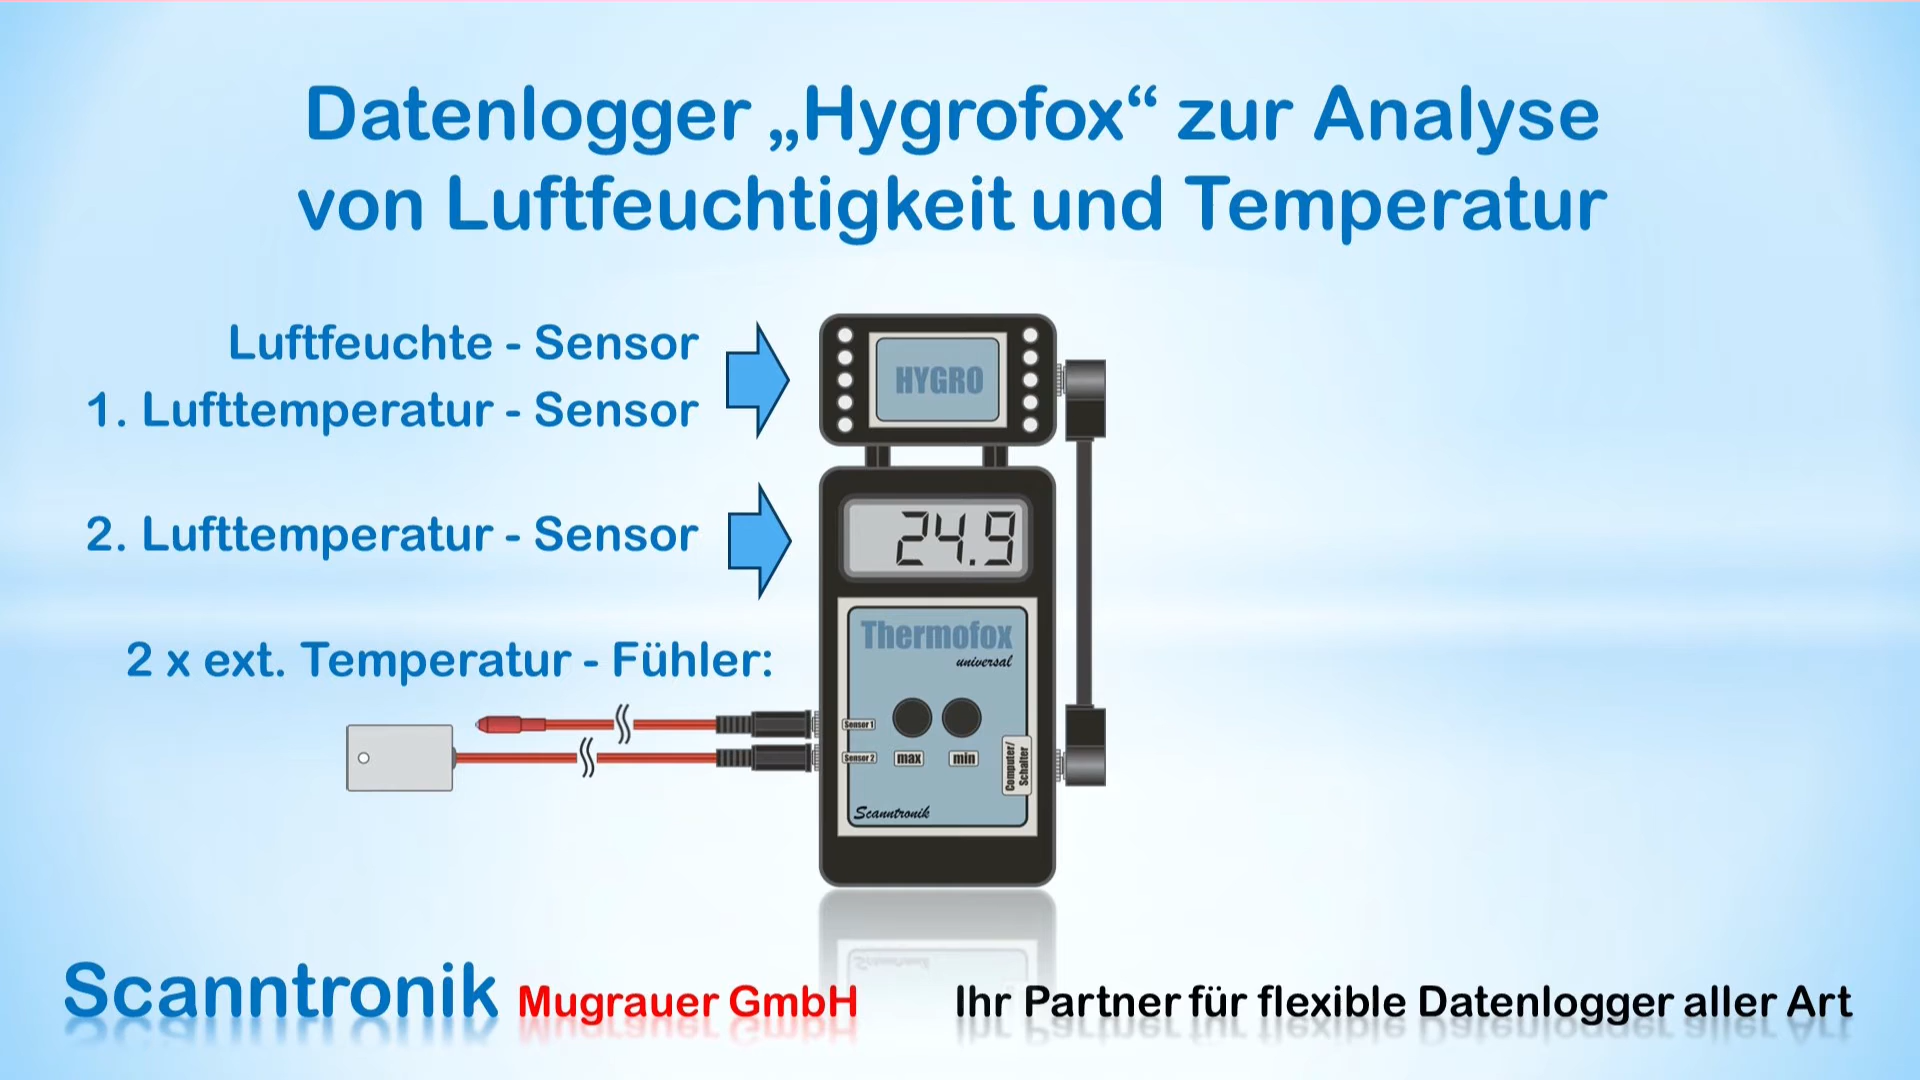 Datenlogger „Hygrofox“ zur Analyse
von Luftfeuchtigkeit und Temperatur
Luftfeuchte - Sensor
1. Lufttemperatur - Sensor
HYGRO
2. Lufttemperatur - Sensor
24.9
2 x ext. Temperatur - Fühler:
Thermofox
universal
Sensor 1
Sensor 2
max
min
Computer/
Schalter
Scanntronik
Scanntronik Mugrauer GmbH
Ihr Partner für flexible Datenlogger aller Art